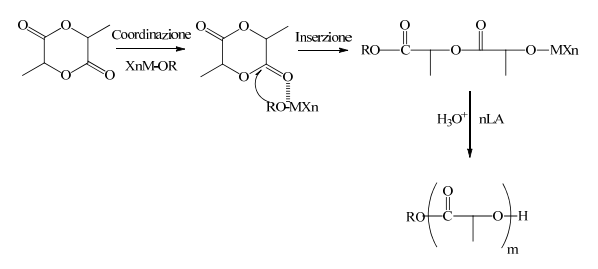 O
O
O
O
Coordinazione
XnM-OR
O
O
O
O
RO-MXn
Inserzione
O
O
RO-C-O-C-O-MXn
H3O+ nLA
O
RO(C-O)H
m